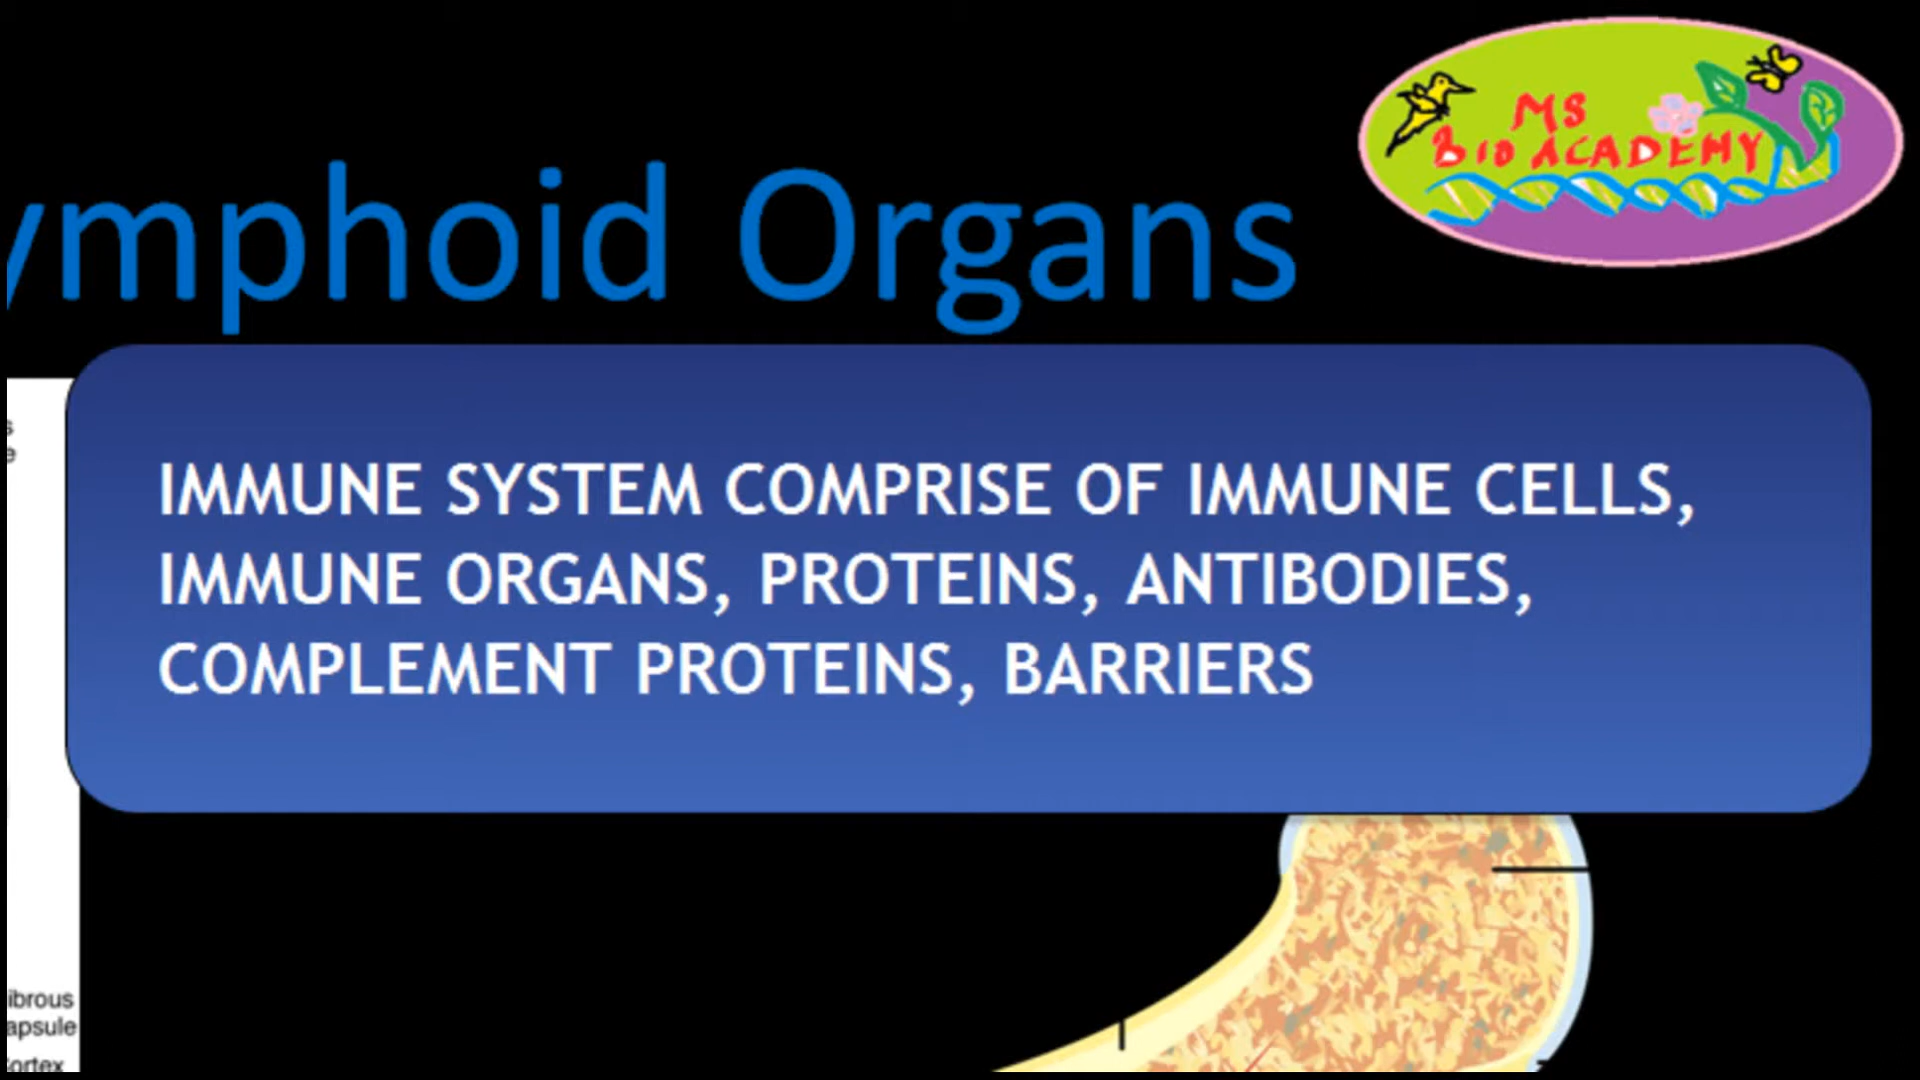 MS
BIO ACADEMY
ymphoid Organs
s
e
IMMUNE SYSTEM COMPRISE OF IMMUNE CELLS,
IMMUNE ORGANS, PROTEINS, ANTIBODIES,
COMPLEMENT PROTEINS, BARRIERS
ibrous
apsule
ortex